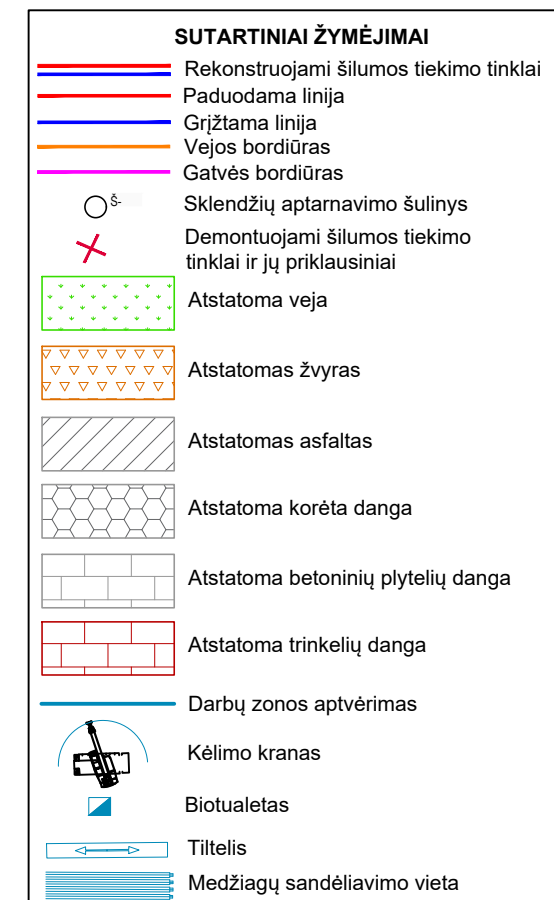 SUTARTINIAI ŽYMĖJIMAI
Rekonstruojami šilumos tiekimo tinklai
Paduodama linija
Grįžtama linija
Vejos bordiūras
Gatvės bordiūras
Š-
Sklendžių aptarnavimo šulinys
Demontuojami šilumos tiekimo
tinklai ir jų priklausiniai
Atstatoma veja
Atstatomas žvyras
Atstatomas asfaltas
Atstatoma korėta danga
Atstatoma betoninių plytelių danga
Atstatoma trinkelių danga
Darbų zonos aptvėrimas
Kėlimo kranas
Biotualetas
Tiltelis
Medžiagų sandėliavimo vieta